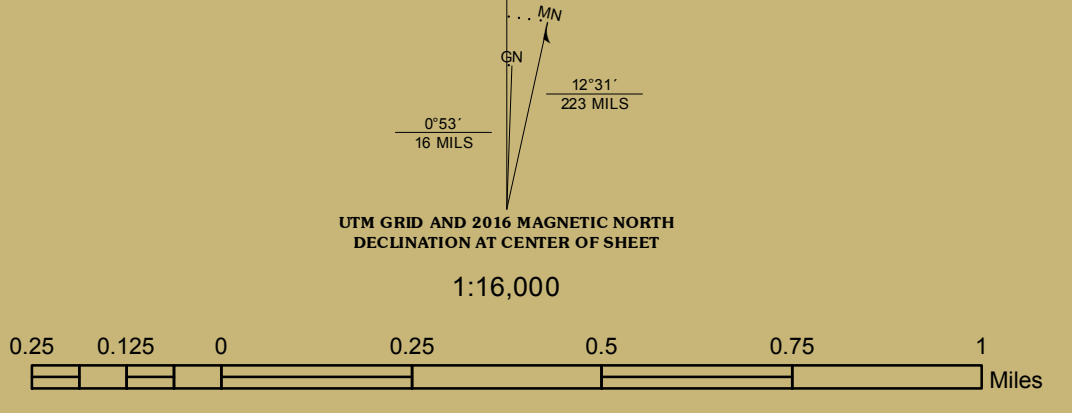 MN
GN
12°31´
223 MILS
0°53´
16 MILS
UTM GRID AND 2016 MAGNETIC NORTH
DECLINATION AT CENTER OF SHEET
1:16,000
0.25 0.125 0 0.25 0.5 0.75 1
Miles